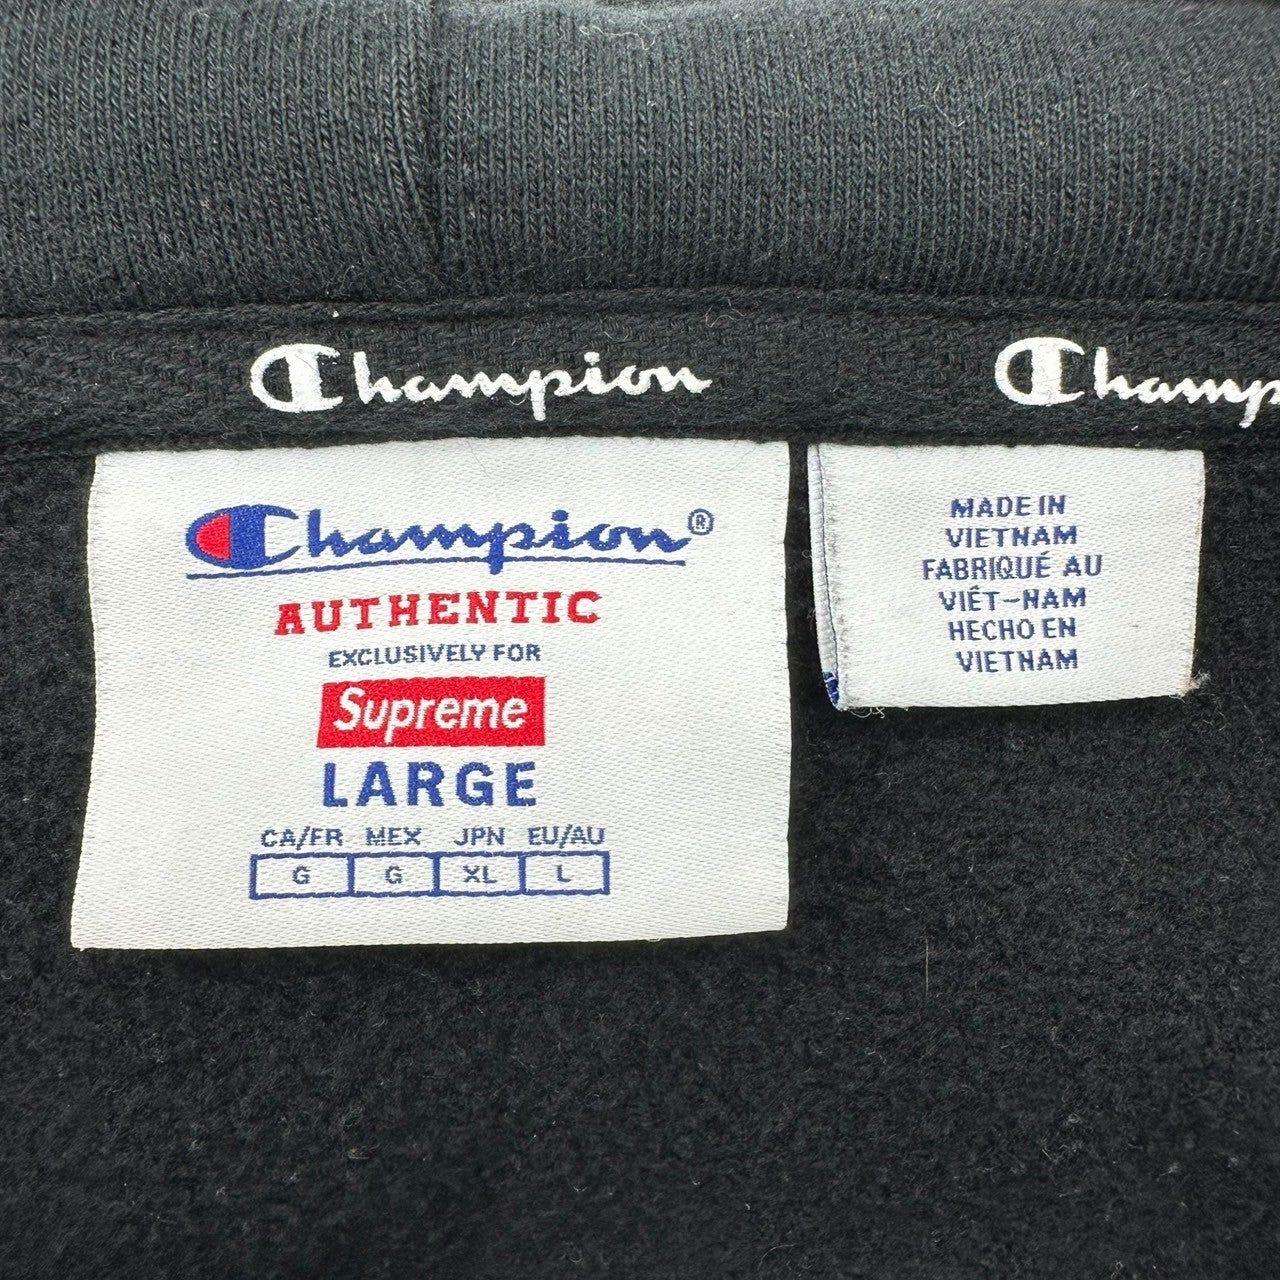 Champion Champ
Champion®
AUTHENTIC
EXCLUSIVELY FOR
Supreme
LARGE
CA/FR MEX JPN EU/AU
G G XL L
MADE IN
VIETNAM
FABRIQUÉ AU
VIÊT-NAM
HECHO EN
VIETNAM